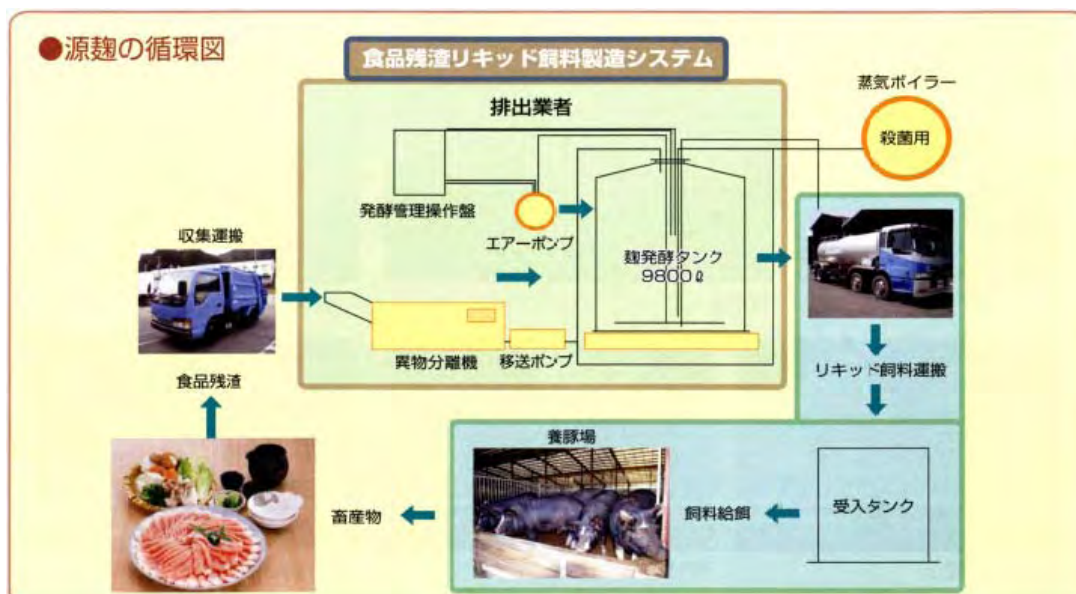 ●源麹の循環図
食品残渣リキッド飼料製造システム
排出業者
蒸気ボイラー
殺菌用
発酵管理操作盤
エアーポンプ
収集運搬
麹発酵タンク
9800ℓ
異物分離機
移送ポンプ
リキッド飼料運搬
食品残渣
養豚場
畜産物
飼料給餌
受入タンク